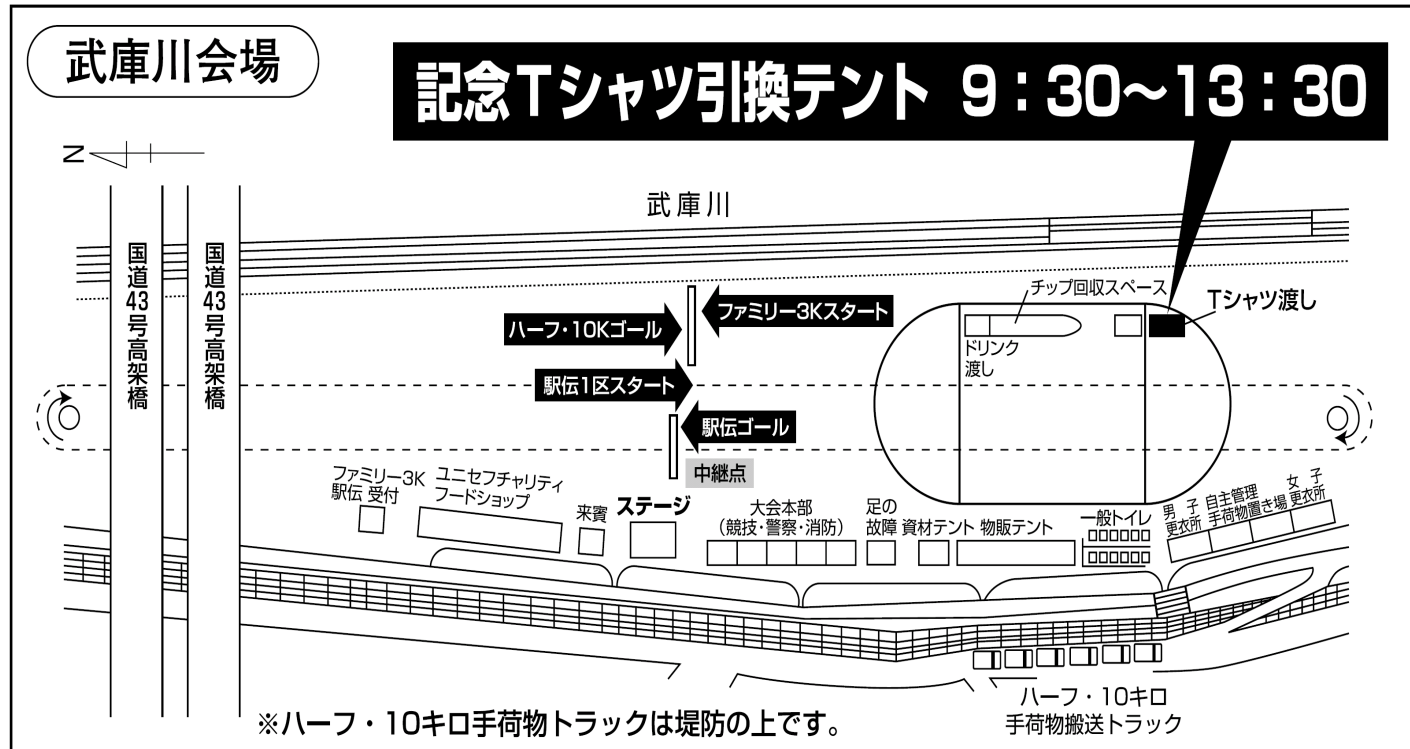 武庫川会場
記念Tシャツ引換テント 9:30〜13:30
N
武庫川
国道43号高架橋
国道43号高架橋
チップ回収スペース
Tシャツ渡し
ファミリー3Kスタート
ハーフ・10Kゴール
ドリンク
渡し
駅伝1区スタート
駅伝ゴール
中継点
ファミリー3K
駅伝 受付
ユニセフチャリティ
フードショップ
来賓
ステージ
大会本部
(競技・警察・消防)
足の
故障
資材テント
物販テント
一般トイレ
男子
更衣所
自主管理
手荷物置き場
女子
更衣所
ハーフ・10キロ
手荷物搬送トラック
※ハーフ・10キロ手荷物トラックは堤防の上です。